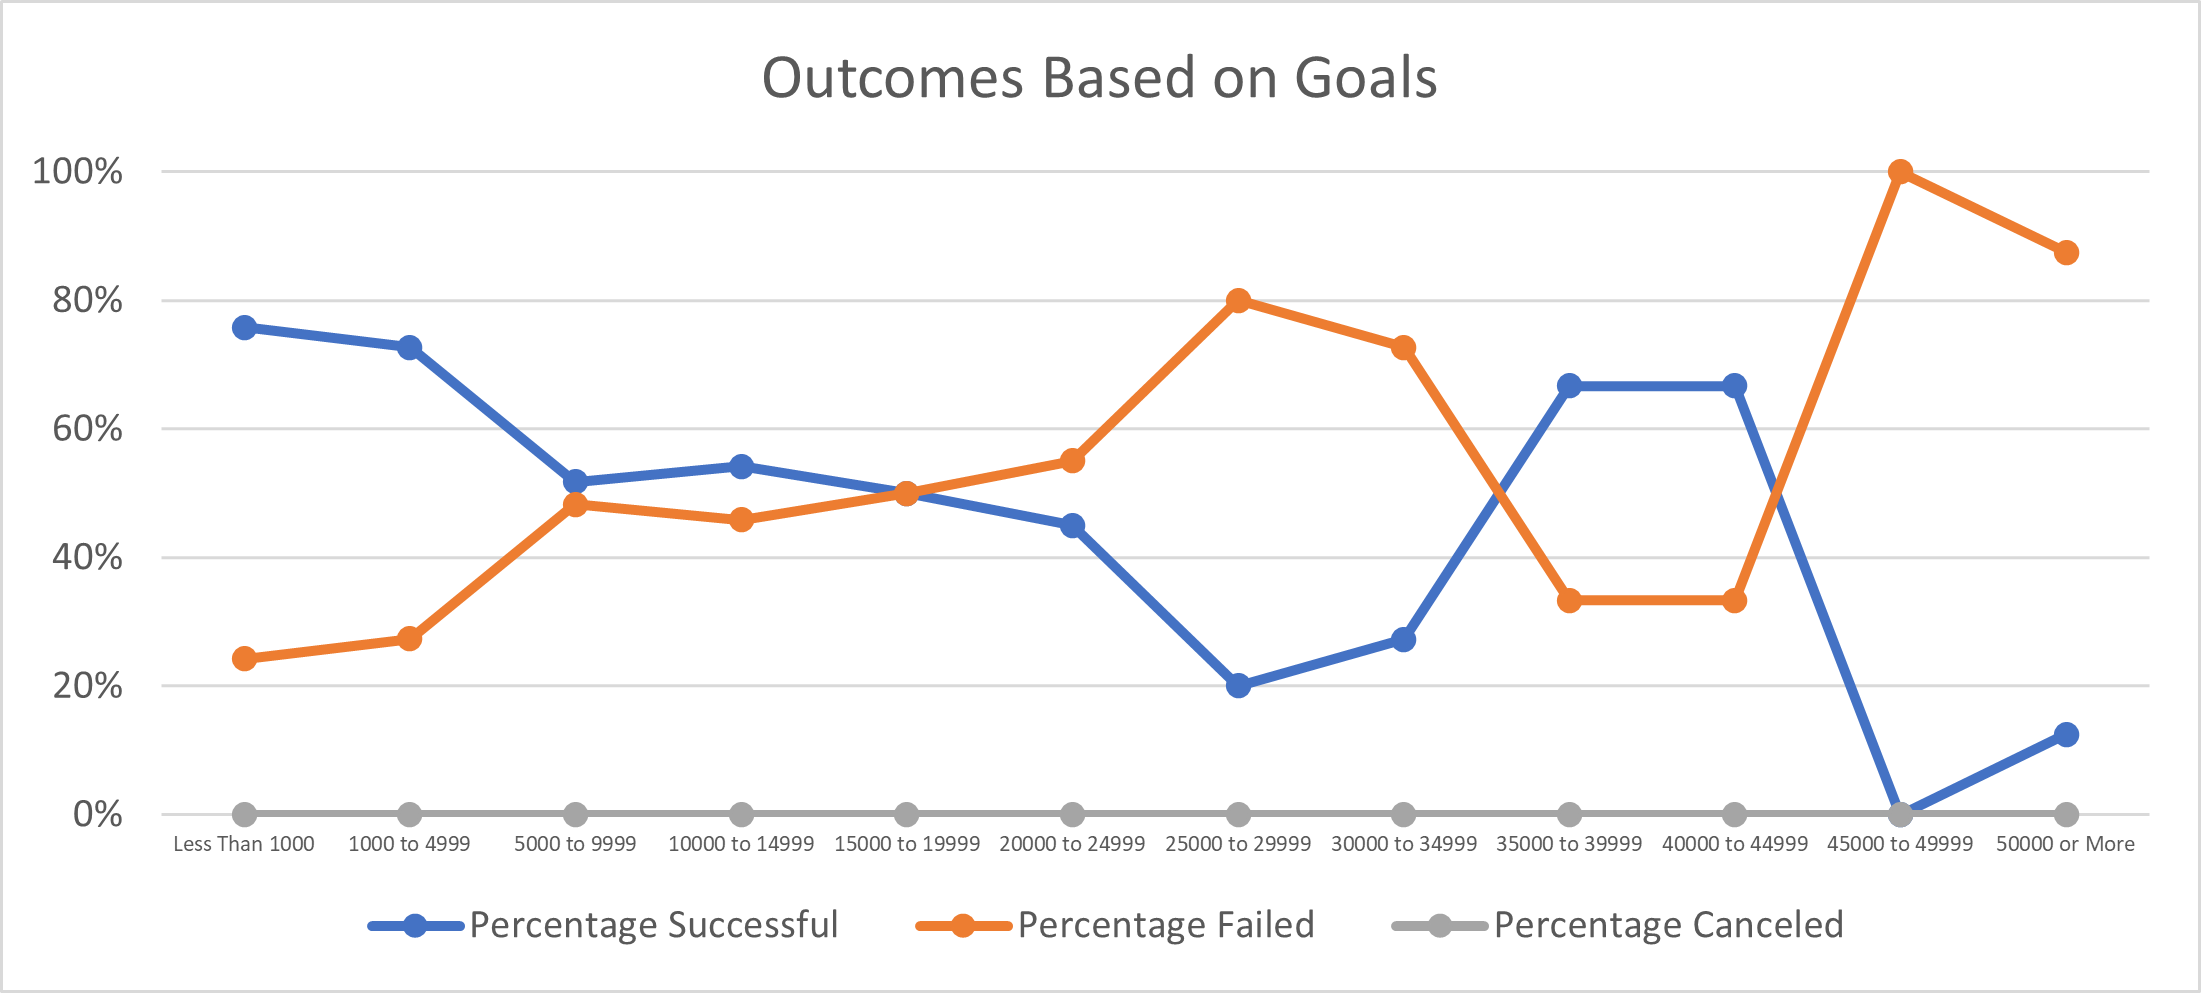 Outcomes Based on Goals
100%
80%
60%
40%
20%
0%
Less Than 1000 1000 to 4999 5000 to 9999 10000 to 14999 15000 to 19999 20000 to 24999 25000 to 29999 30000 to 34999 35000 to 39999 40000 to 44999 45000 to 49999 50000 or More
Percentage Successful Percentage Failed Percentage Canceled